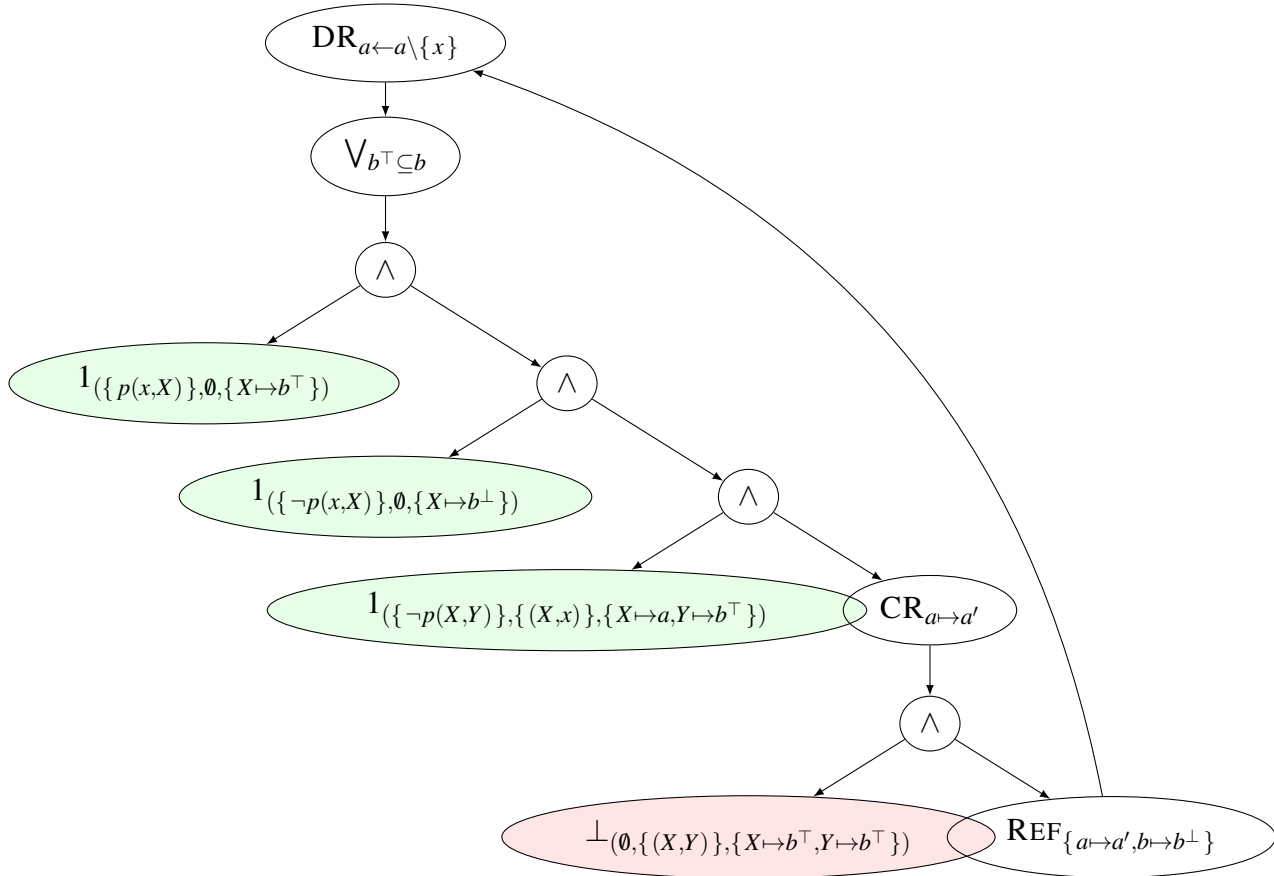 DR_{a←a\{x}}
⋁_{b^⊤⊆b}
∧
1_{({p(x,X)},∅,{X↦b^⊤})}
∧
1_{({¬p(x,X)},∅,{X↦b^⊥})}
∧
1_{({¬p(X,Y)},{(X,x)},{X↦a,Y↦b^⊤})}
CR_{a↦a′}
∧
⊥_{(∅,{(X,Y)},{X↦b^⊤,Y↦b^⊤})}
REF_{{a↦a′,b↦b^⊥}}